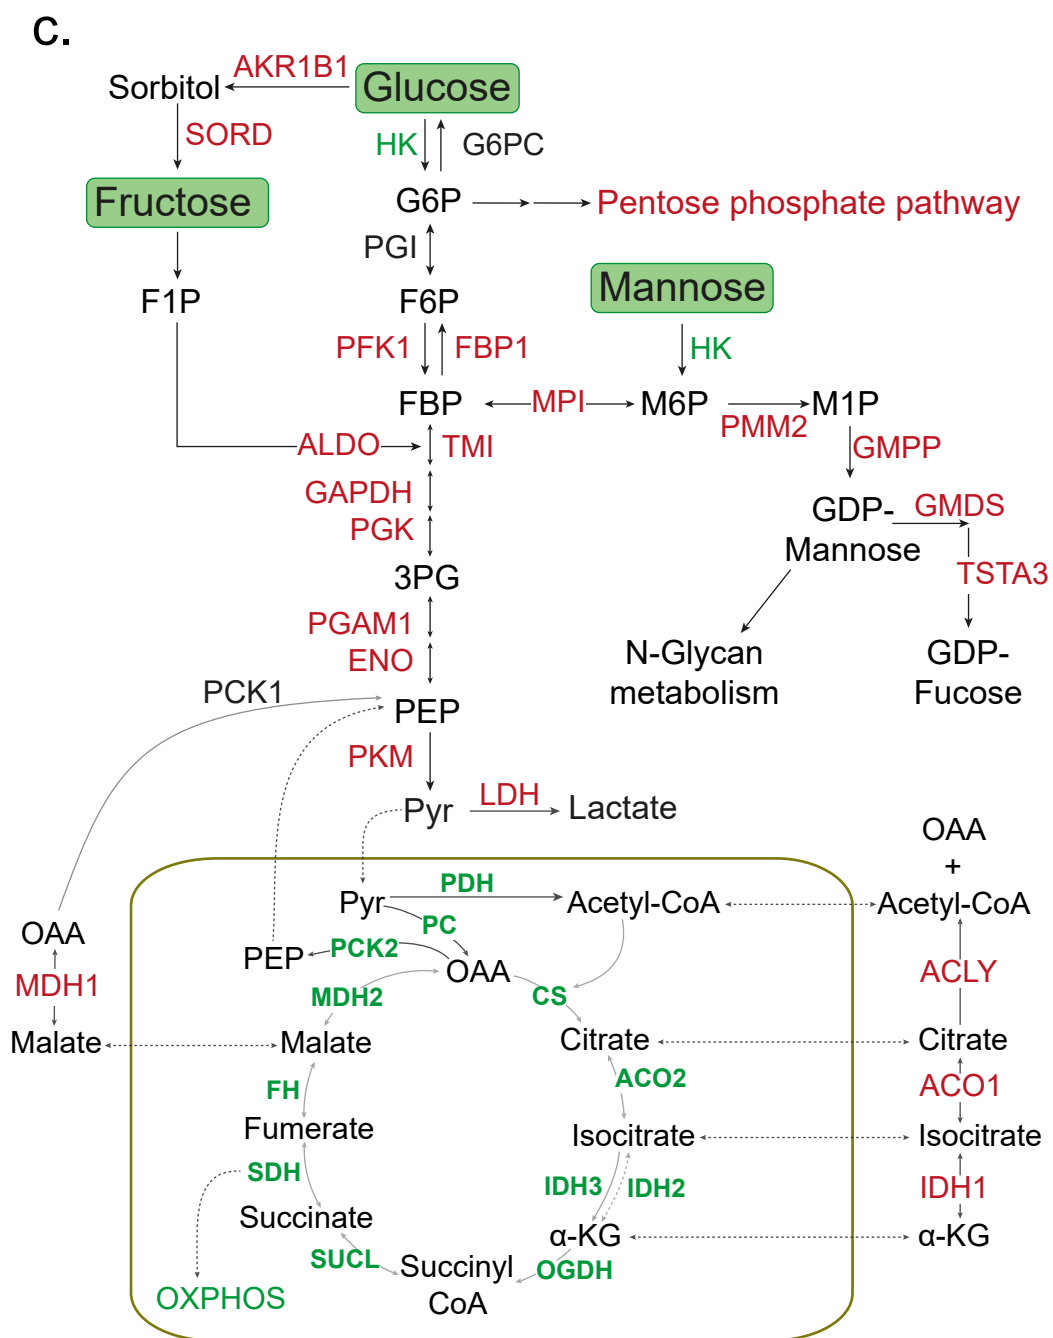 c.
Sorbitol
AKR1B1
Glucose
SORD
HK
G6PC
Fructose
G6P
Pentose phosphate pathway
PGI
Mannose
F1P
F6P
PFK1
FBP1
HK
FBP
MPI
M6P
M1P
PMM2
ALDO
TMI
GMPP
GAPDH
PGK
GDP-
Mannose
GMDS
TSTA3
3PG
PGAM1
ENO
N-Glycan
metabolism
GDP-
Fucose
PCK1
PEP
PKM
Pyr
LDH
Lactate
OAA
+
Acetyl-CoA
PDH
Pyr
Acetyl-CoA
PC
OAA
PCK2
PEP
OAA
MDH1
MDH2
CS
ACLY
Malate
Malate
Citrate
Citrate
FH
ACO2
ACO1
Fumerate
Isocitrate
Isocitrate
SDH
IDH3
IDH2
IDH1
Succinate
α-KG
α-KG
SUCL
Succinyl
CoA
OGDH
OXPHOS